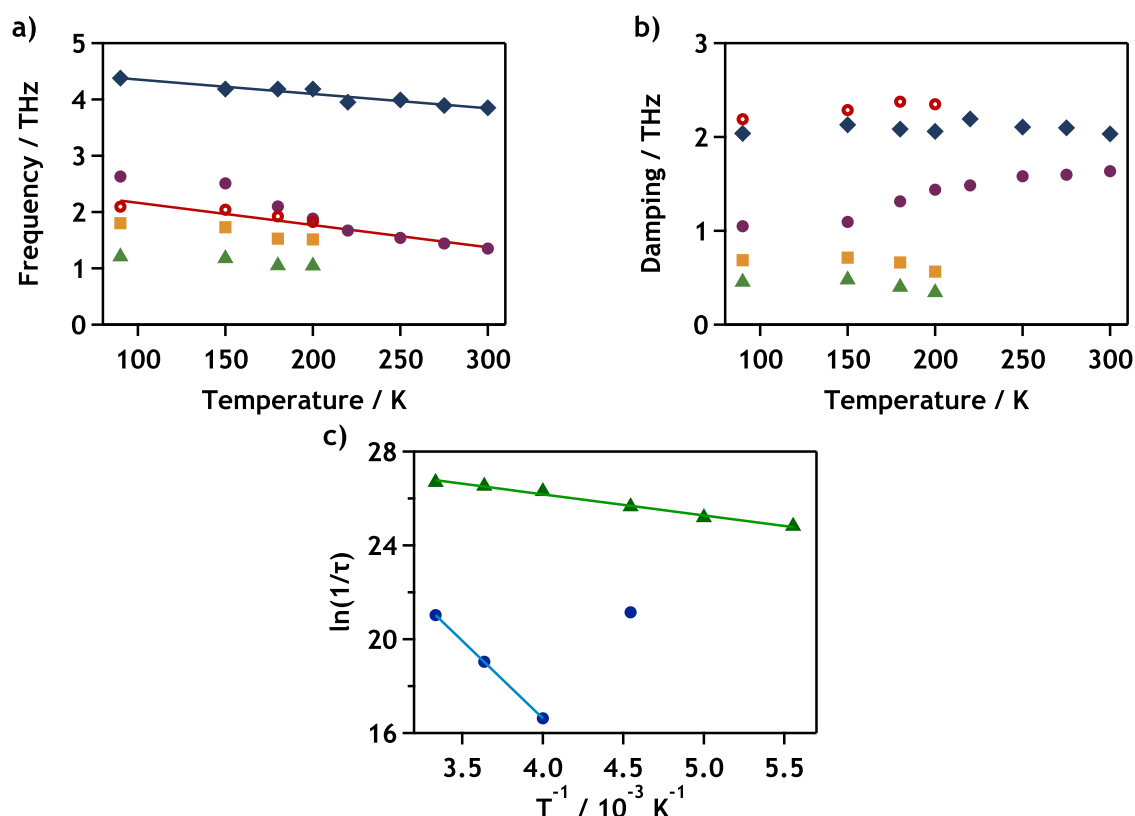 a)
Frequency / THz
5
4
3
2
1
0
100 150 200 250 300
Temperature / K
b)
Damping / THz
3
2
1
0
100 150 200 250 300
Temperature / K
c)
ln(1/τ)
28
24
20
16
3.5 4.0 4.5 5.0 5.5
T⁻¹ / 10⁻³ K⁻¹